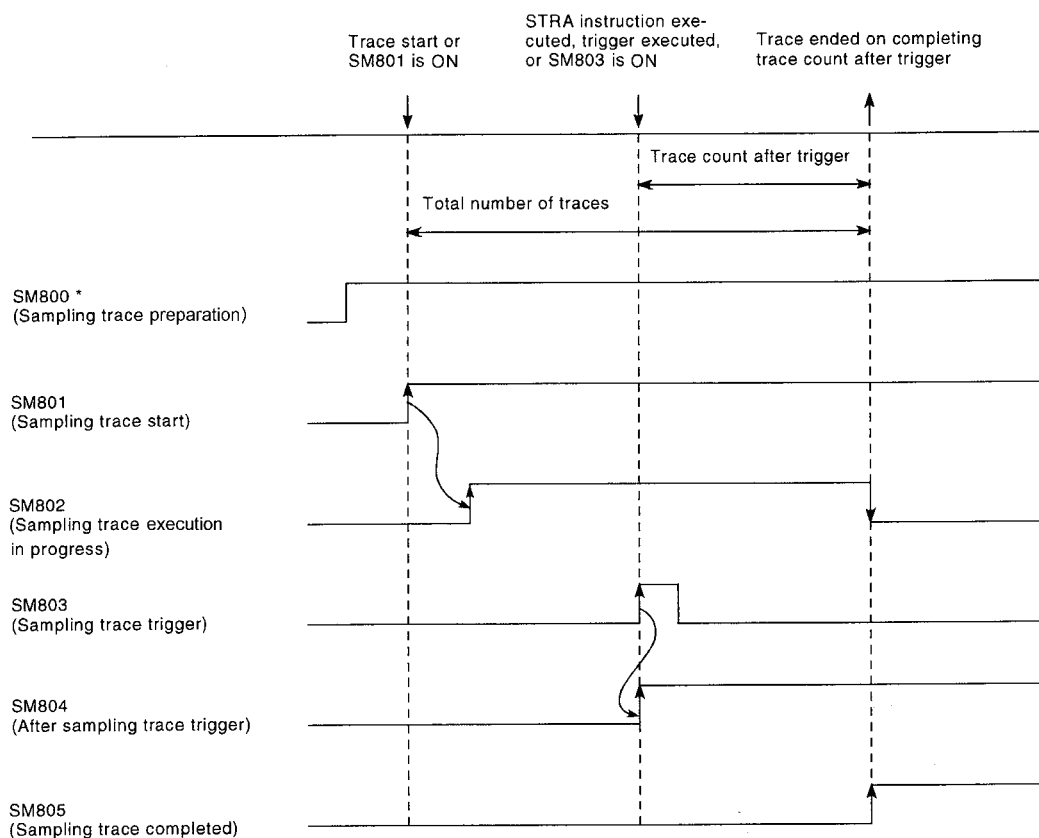 Trace start or
SM801 is ON
STRA instruction exe-
cuted, trigger executed,
or SM803 is ON
Trace ended on completing
trace count after trigger
Trace count after trigger
Total number of traces
SM800 *
(Sampling trace preparation)
SM801
(Sampling trace start)
SM802
(Sampling trace execution
in progress)
SM803
(Sampling trace trigger)
SM804
(After sampling trace trigger)
SM805
(Sampling trace completed)